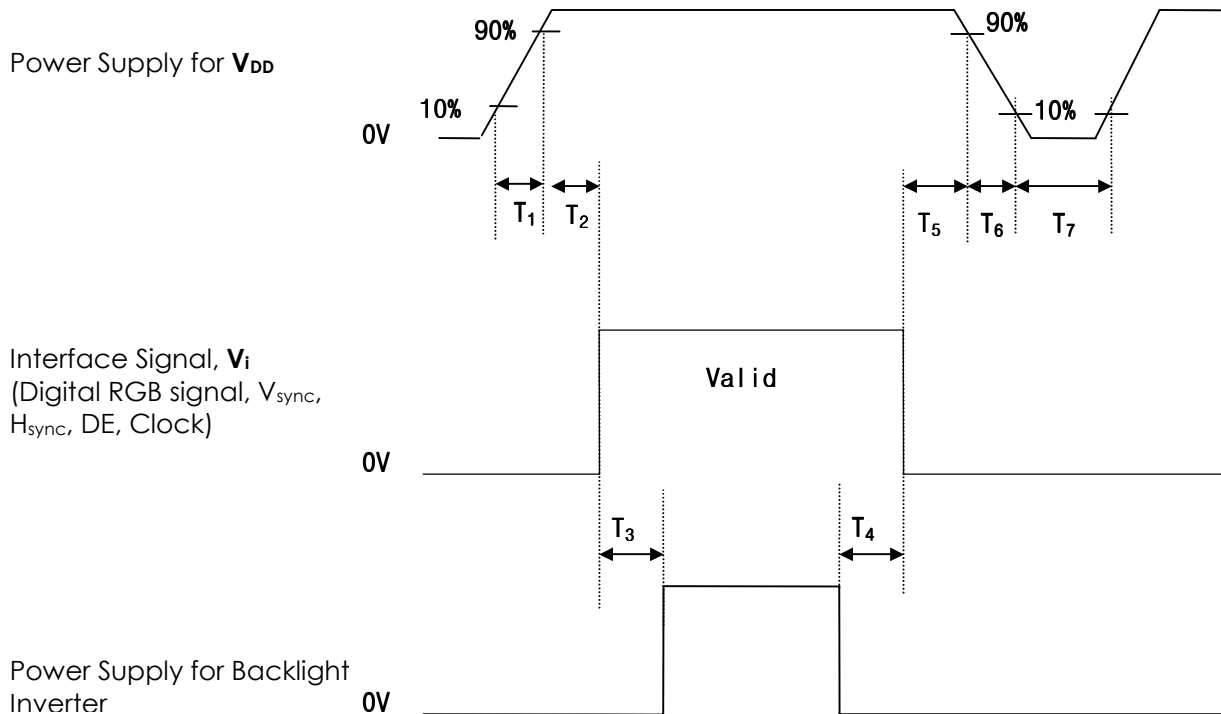 90%
90%
Power Supply for VDD
10%
10%
0V
T1
T2
T5
T6
T7
Interface Signal, Vi
(Digital RGB signal, Vsync,
Hsync, DE, Clock)
Valid
0V
T3
T4
Power Supply for Backlight
Inverter
0V